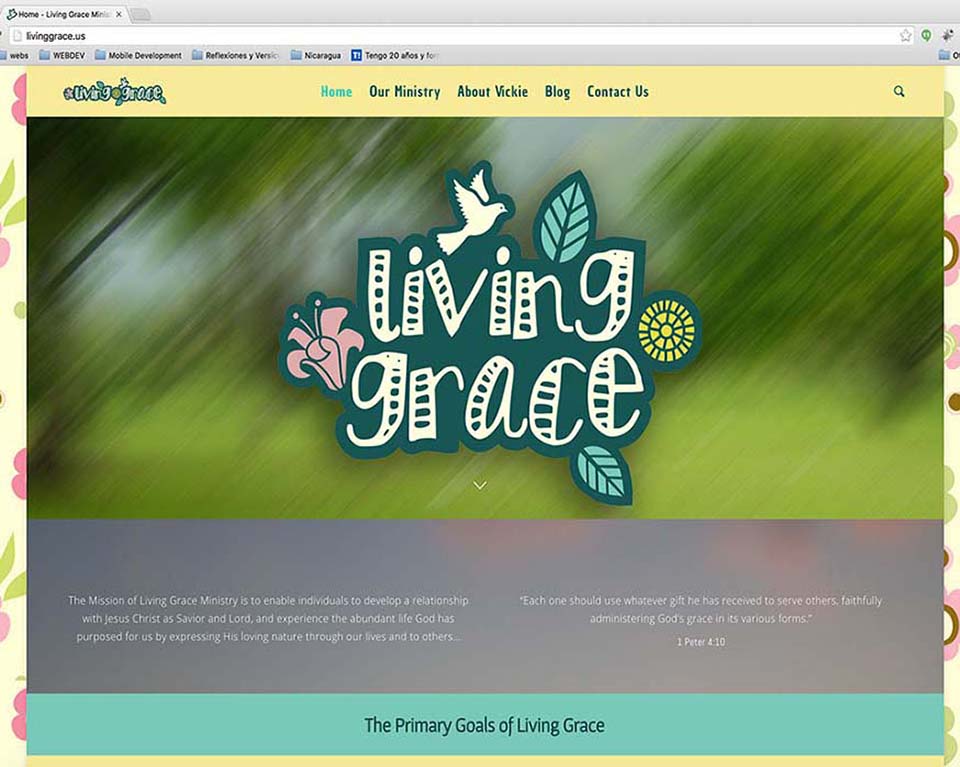 Home - Living Grace Minis
livinggrace.us
webs WEBDEV Mobile Development Reflexiones y Versic Nicaragua T! Tengo 20 años y for
living grace Home Our Ministry About Vickie Blog Contact Us
living
grace
The Mission of Living Grace Ministry is to enable individuals to develop a relationship
with Jesus Christ as Savior and Lord, and experience the abundant life God has
purposed for us by expressing His loving nature through our lives and to others...
“Each one should use whatever gift he has received to serve others, faithfully
administering God’s grace in its various forms.”
1 Peter 4:10
The Primary Goals of Living Grace